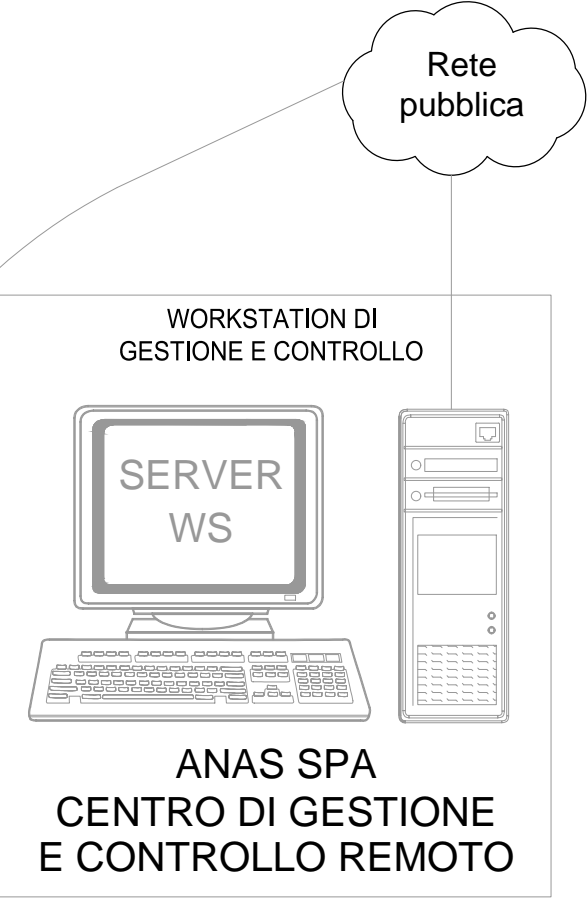 Rete
pubblica
WORKSTATION DI
GESTIONE E CONTROLLO
SERVER
WS
ANAS SPA
CENTRO DI GESTIONE
E CONTROLLO REMOTO